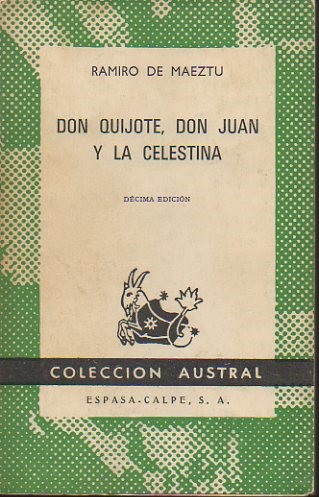 RAMIRO DE MAEZTU
DON QUIJOTE, DON JUAN
Y LA CELESTINA
DÉCIMA EDICIÓN
COLECCION AUSTRAL
ESPASA-CALPE, S. A.